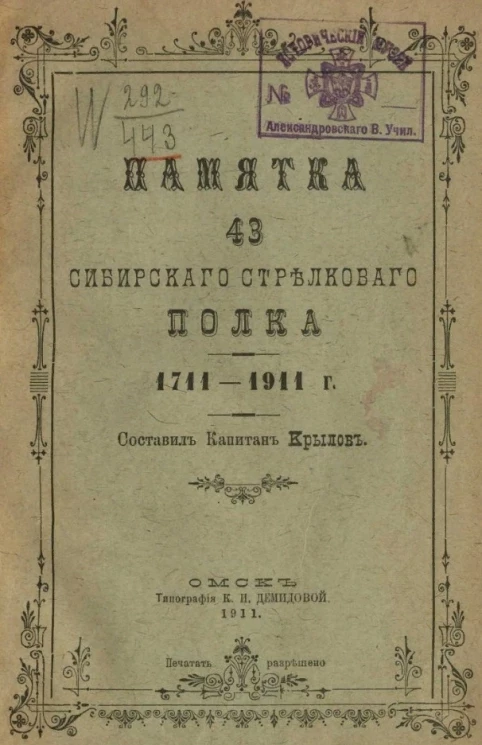 ИСТОРИЧЕСКІЙ МУЗЕЙ
№
Александровскаго В. Учил.
N 292
443
ПАМЯТКА
43
СИБИРСКАГО СТРѢЛКОВАГО
ПОЛКА
1711 — 1911 г.
Составилъ Капитанъ Крыловъ.
ОМСКЪ
Типографія К. И. ДЕМИДОВОЙ.
1911.
Печатать разрѣшено